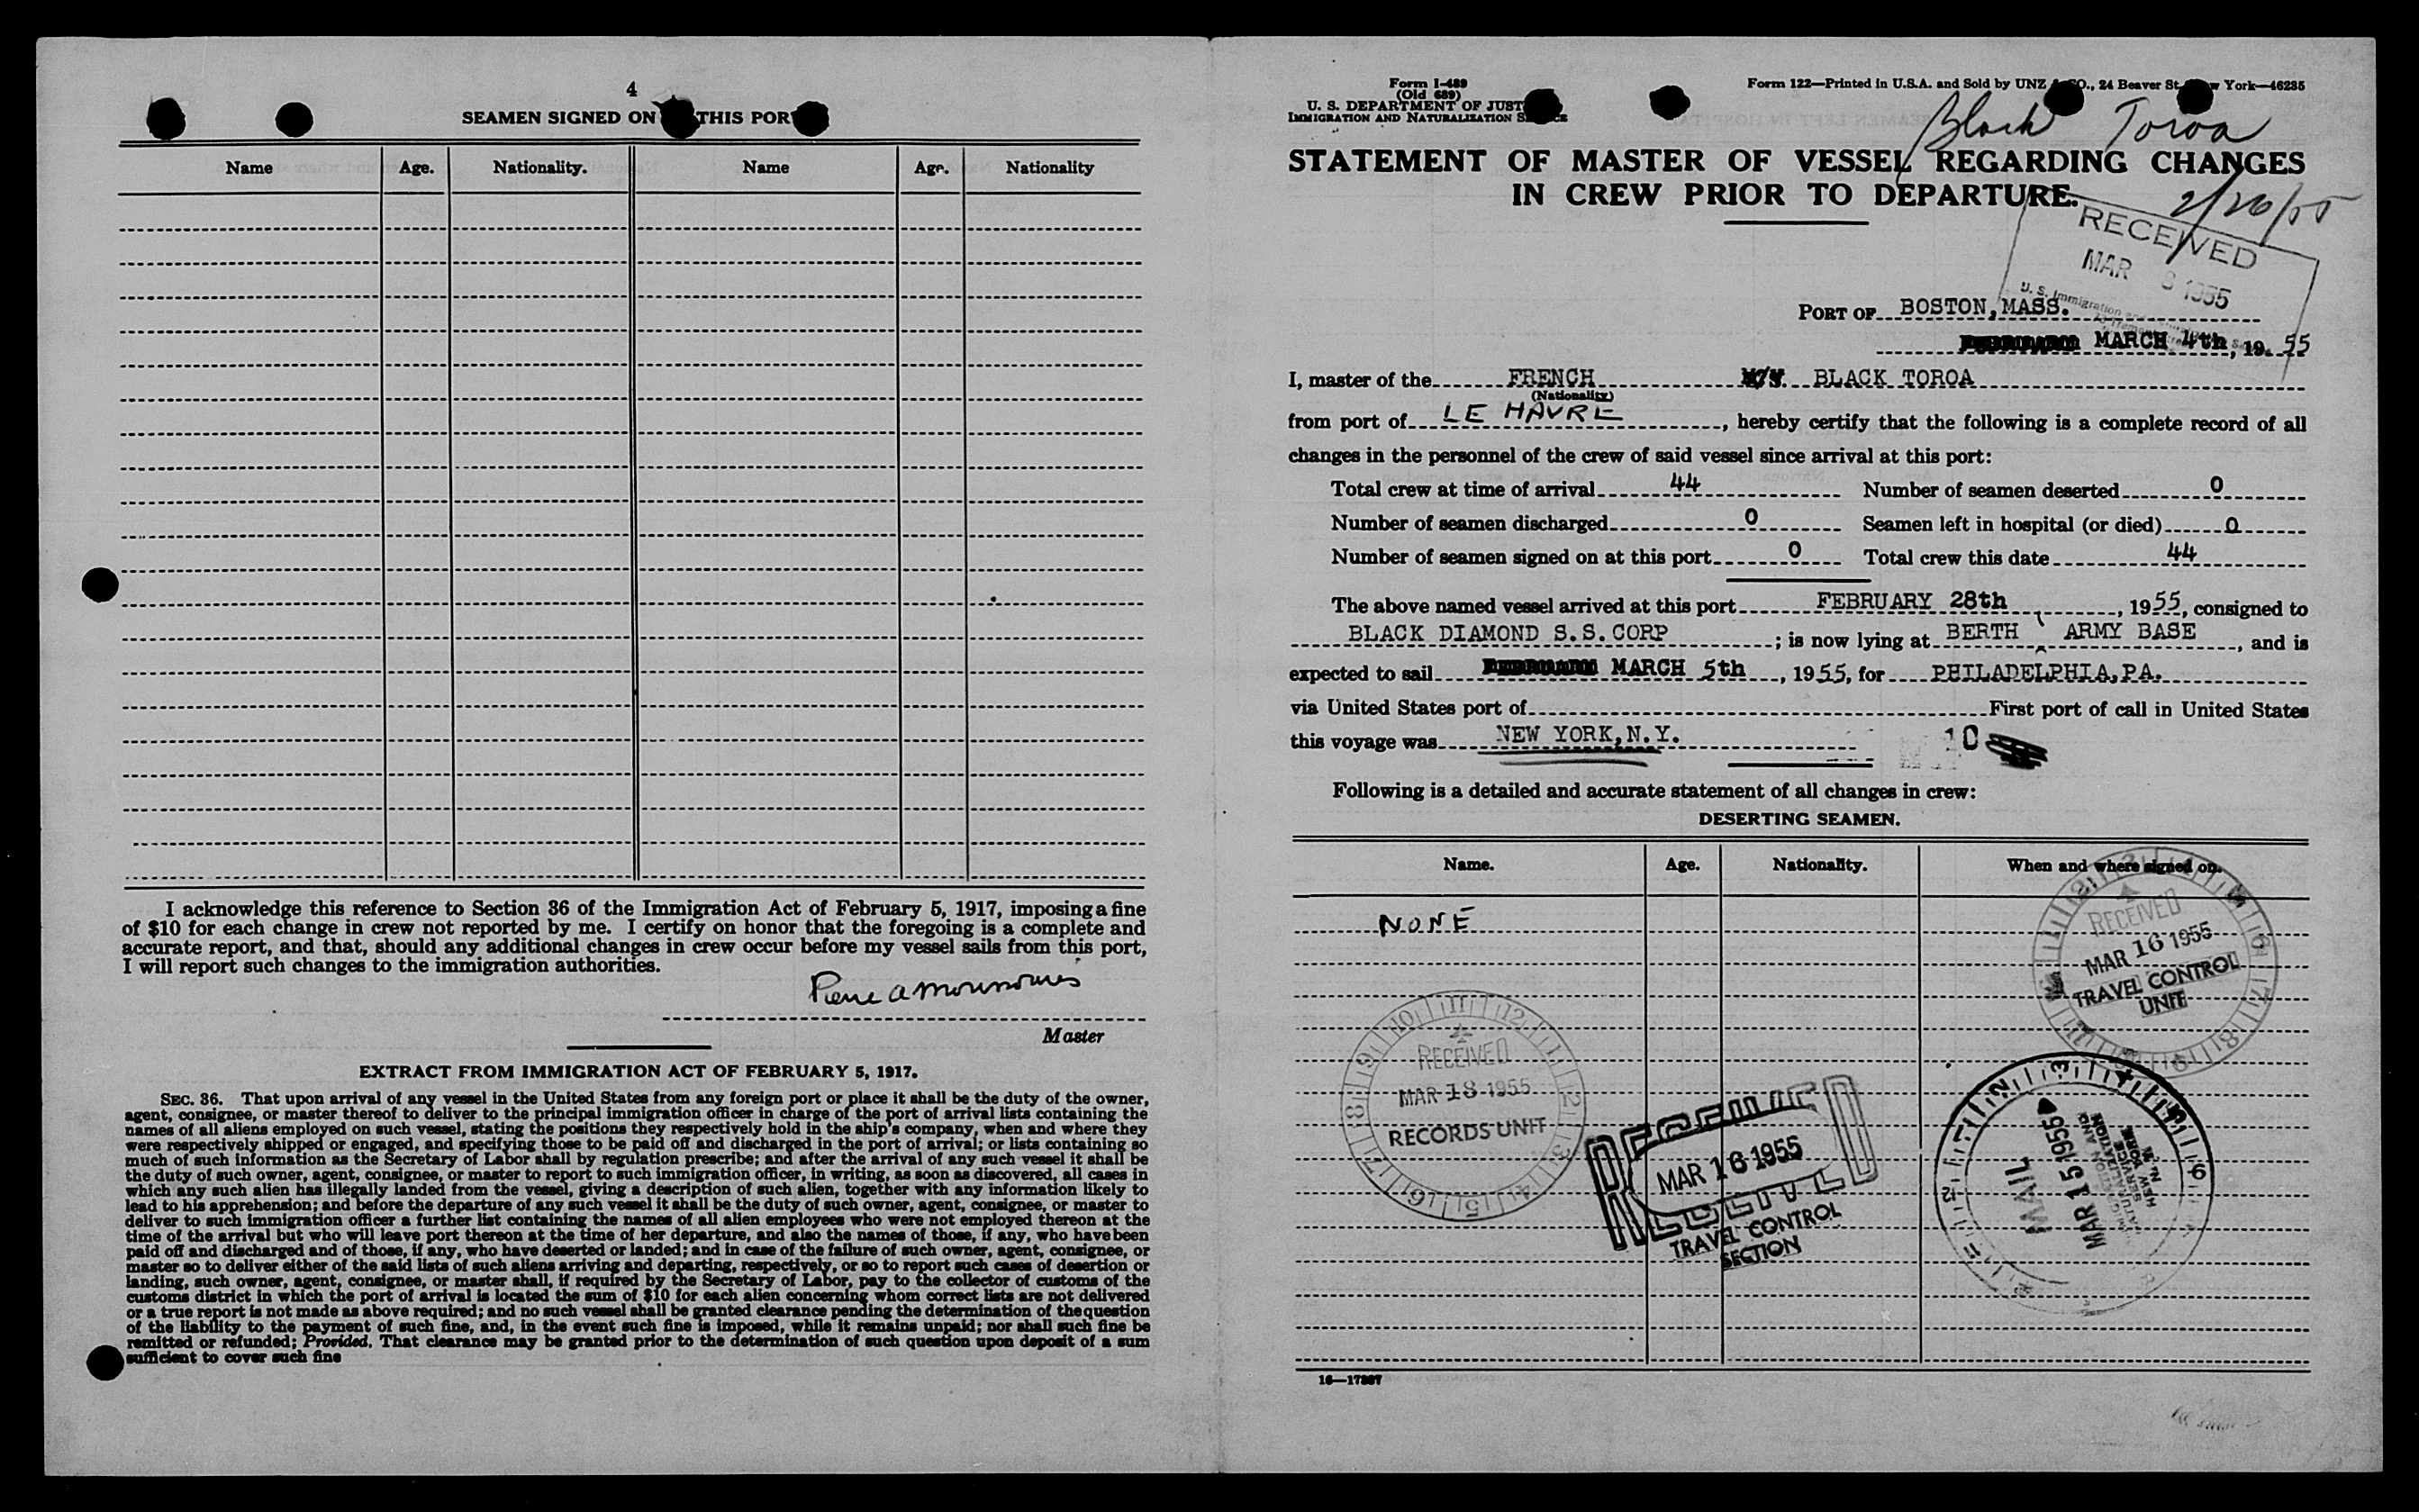 4
SEAMEN SIGNED ON THIS PORT
Name Age. Nationality. Name Age. Nationality
I acknowledge this reference to Section 36 of the Immigration Act of February 5, 1917, imposing a fine
of $10 for each change in crew not reported by me. I certify on honor that the foregoing is a complete and
accurate report, and that, should any additional changes in crew occur before my vessel sails from this port,
I will report such changes to the immigration authorities.
Master
EXTRACT FROM IMMIGRATION ACT OF FEBRUARY 5, 1917.
SEC. 36. That upon arrival of any vessel in the United States from any foreign port or place it shall be the duty of the owner,
agent, consignee, or master thereof to deliver to the principal immigration officer in charge of the port of arrival lists containing the
names of all aliens employed on such vessel, stating the positions they respectively hold in the ship's company, when and where they
were respectively shipped or engaged, and specifying those to be paid off and discharged in the port of arrival; or lists containing so
much of such information as the Secretary of Labor shall by regulation prescribe; and after the arrival of any such vessel it shall be
the duty of such owner, agent, consignee, or master to report to such immigration officer, in writing, as soon as discovered, all cases in
which any such alien has illegally landed from the vessel, giving a description of such alien, together with any information likely to
lead to his apprehension; and before the departure of any such vessel it shall be the duty of such owner, agent, consignee, or master to
deliver to such immigration officer a further list containing the names of all alien employees who were not employed thereon at the
time of the arrival but who will leave port thereon at the time of her departure, and also the names of those, if any, who have been
paid off and discharged and of those, if any, who have deserted or landed; and in case of the failure of such owner, agent, consignee, or
master so to deliver either of the said lists of such aliens arriving and departing, respectively, or so to report such cases of desertion or
landing, such owner, agent, consignee, or master shall, if required by the Secretary of Labor, pay to the collector of customs of the
customs district in which the port of arrival is located the sum of $10 for each alien concerning whom correct lists are not delivered
or a true report is not made as above required; and no such vessel shall be granted clearance pending the determination of the question
of the liability to the payment of such fine, and, in the event such fine is imposed, while it remains unpaid; nor shall such fine be
remitted or refunded; Provided, That clearance may be granted prior to the determination of such question upon deposit of a sum
sufficient to cover such fine
Form I-489
(Old 689)
U. S. DEPARTMENT OF JUST
IMMIGRATION AND NATURALIZATION
Form 122—Printed in U.S.A. and Sold by UNZ & CO., 24 Beaver St., New York—46235
Black Toroa
STATEMENT OF MASTER OF VESSEL REGARDING CHANGES
IN CREW PRIOR TO DEPARTURE.
2/26/55
RECEIVED
MAR 1955
U. S. Immigration
PORT OF BOSTON, MASS.
MARCH 4th, 19 55
I, master of the FRENCH BLACK TOROA
(Nationality)
from port of LE HAVRE, hereby certify that the following is a complete record of all
changes in the personnel of the crew of said vessel since arrival at this port:
Total crew at time of arrival 44 Number of seamen deserted 0
Number of seamen discharged 0 Seamen left in hospital (or died) 0
Number of seamen signed on at this port 0 Total crew this date 44
The above named vessel arrived at this port FEBRUARY 28th, 1955, consigned to
BLACK DIAMOND S.S. CORP; is now lying at BERTH ARMY BASE, and is
expected to sail MARCH 5th, 1955, for PHILADELPHIA, PA.
via United States port of First port of call in United States
this voyage was NEW YORK, N.Y. 10
Following is a detailed and accurate statement of all changes in crew:
DESERTING SEAMEN.
Name. Age. Nationality. When and where signed on.
NONE
RECEIVED
MAR 16 1955
TRAVEL CONTROL
UNIT
RECEIVED
MAR 18 1955
RECORDS UNIT
RECEIVED
MAR 16 1955
TRAVEL CONTROL
SECTION
MAIL
MAR 15 1955
16—17887